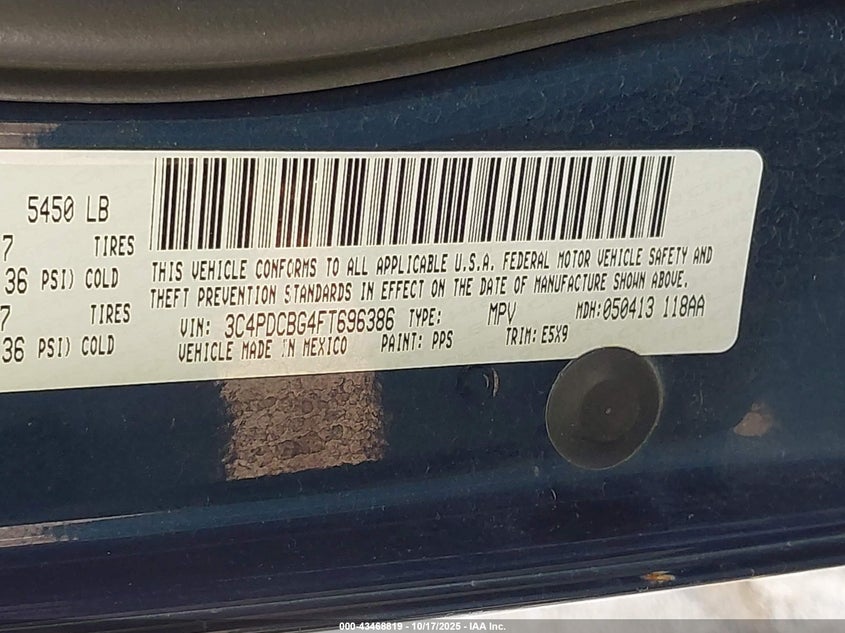 5450 LB
7 TIRES
36 PSI) COLD
7 TIRES
36 PSI) COLD
THIS VEHICLE CONFORMS TO ALL APPLICABLE U.S.A. FEDERAL MOTOR VEHICLE SAFETY AND
THEFT PREVENTION STANDARDS IN EFFECT ON THE DATE OF MANUFACTURE SHOWN ABOVE.
VIN: 3C4PDCBG4FT696386 TYPE: MPV MDH:050413 118AA
VEHICLE MADE IN MEXICO PAINT: PPS TRIM: E5X9
000-43468819 - 10/17/2025 - IAA Inc.